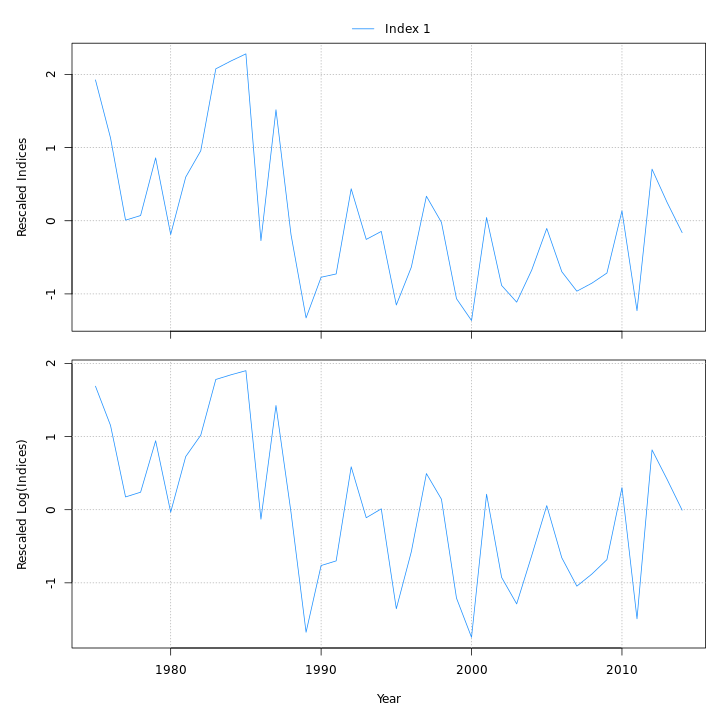 Index 1
Rescaled Indices
2
1
0
-1
Rescaled Log(Indices)
2
1
0
-1
1980 1990 2000 2010
Year